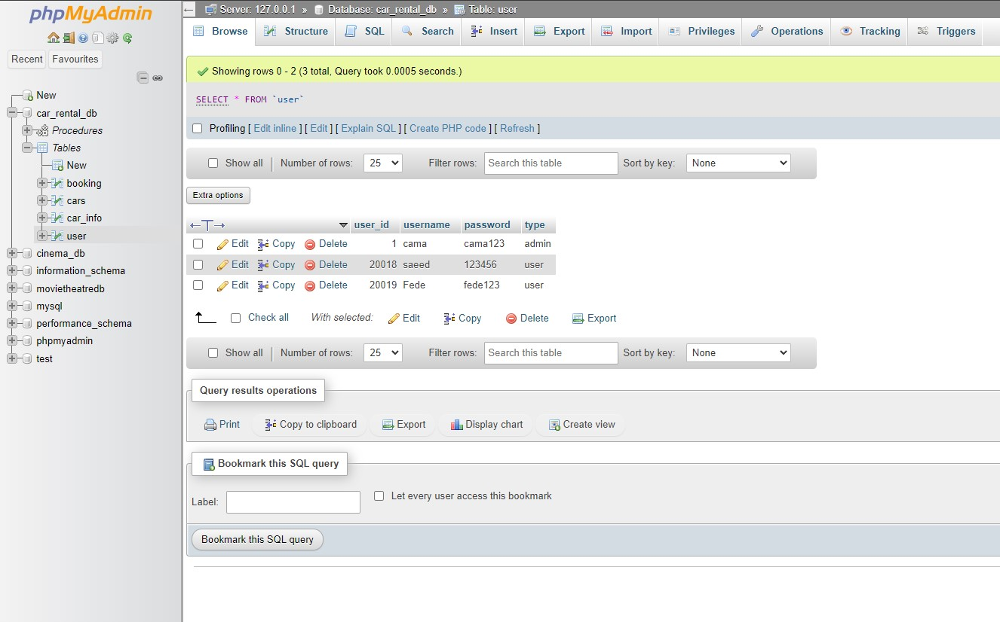 phpMyAdmin
Recent Favourites
New
car_rental_db
Procedures
Tables
New
booking
cars
car_info
user
cinema_db
information_schema
movietheatredb
mysql
performance_schema
phpmyadmin
test
Server: 127.0.0.1 » Database: car_rental_db » Table: user
Browse Structure SQL Search Insert Export Import Privileges Operations Tracking Triggers
Showing rows 0 - 2 (3 total, Query took 0.0005 seconds.)
SELECT * FROM `user`
Profiling [ Edit inline ] [ Edit ] [ Explain SQL ] [ Create PHP code ] [ Refresh ]
Show all | Number of rows: 25 Filter rows: Search this table Sort by key: None
Extra options
←T→ user_id username password type
Edit Copy Delete 1 cama cama123 admin
Edit Copy Delete 20018 saeed 123456 user
Edit Copy Delete 20019 Fede fede123 user
Check all With selected: Edit Copy Delete Export
Show all | Number of rows: 25 Filter rows: Search this table Sort by key: None
Query results operations
Print Copy to clipboard Export Display chart Create view
Bookmark this SQL query
Label: Let every user access this bookmark
Bookmark this SQL query